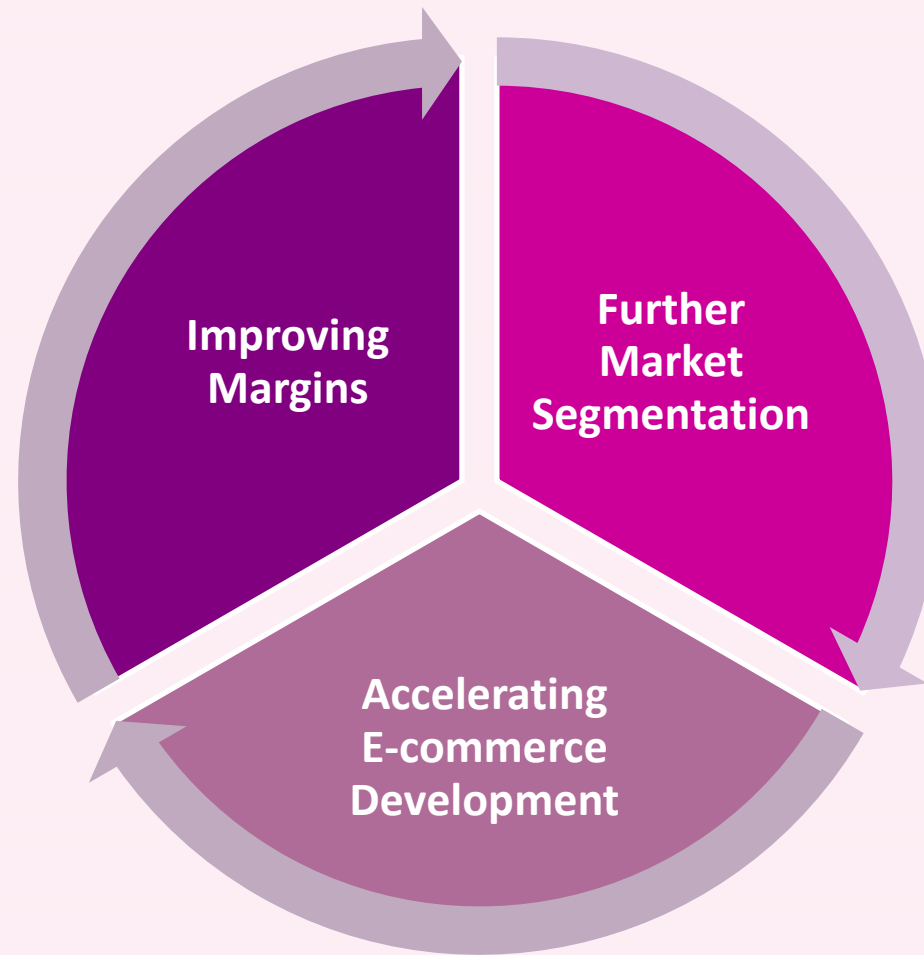 Improving
Margins
Further
Market
Segmentation
Accelerating
E-commerce
Development